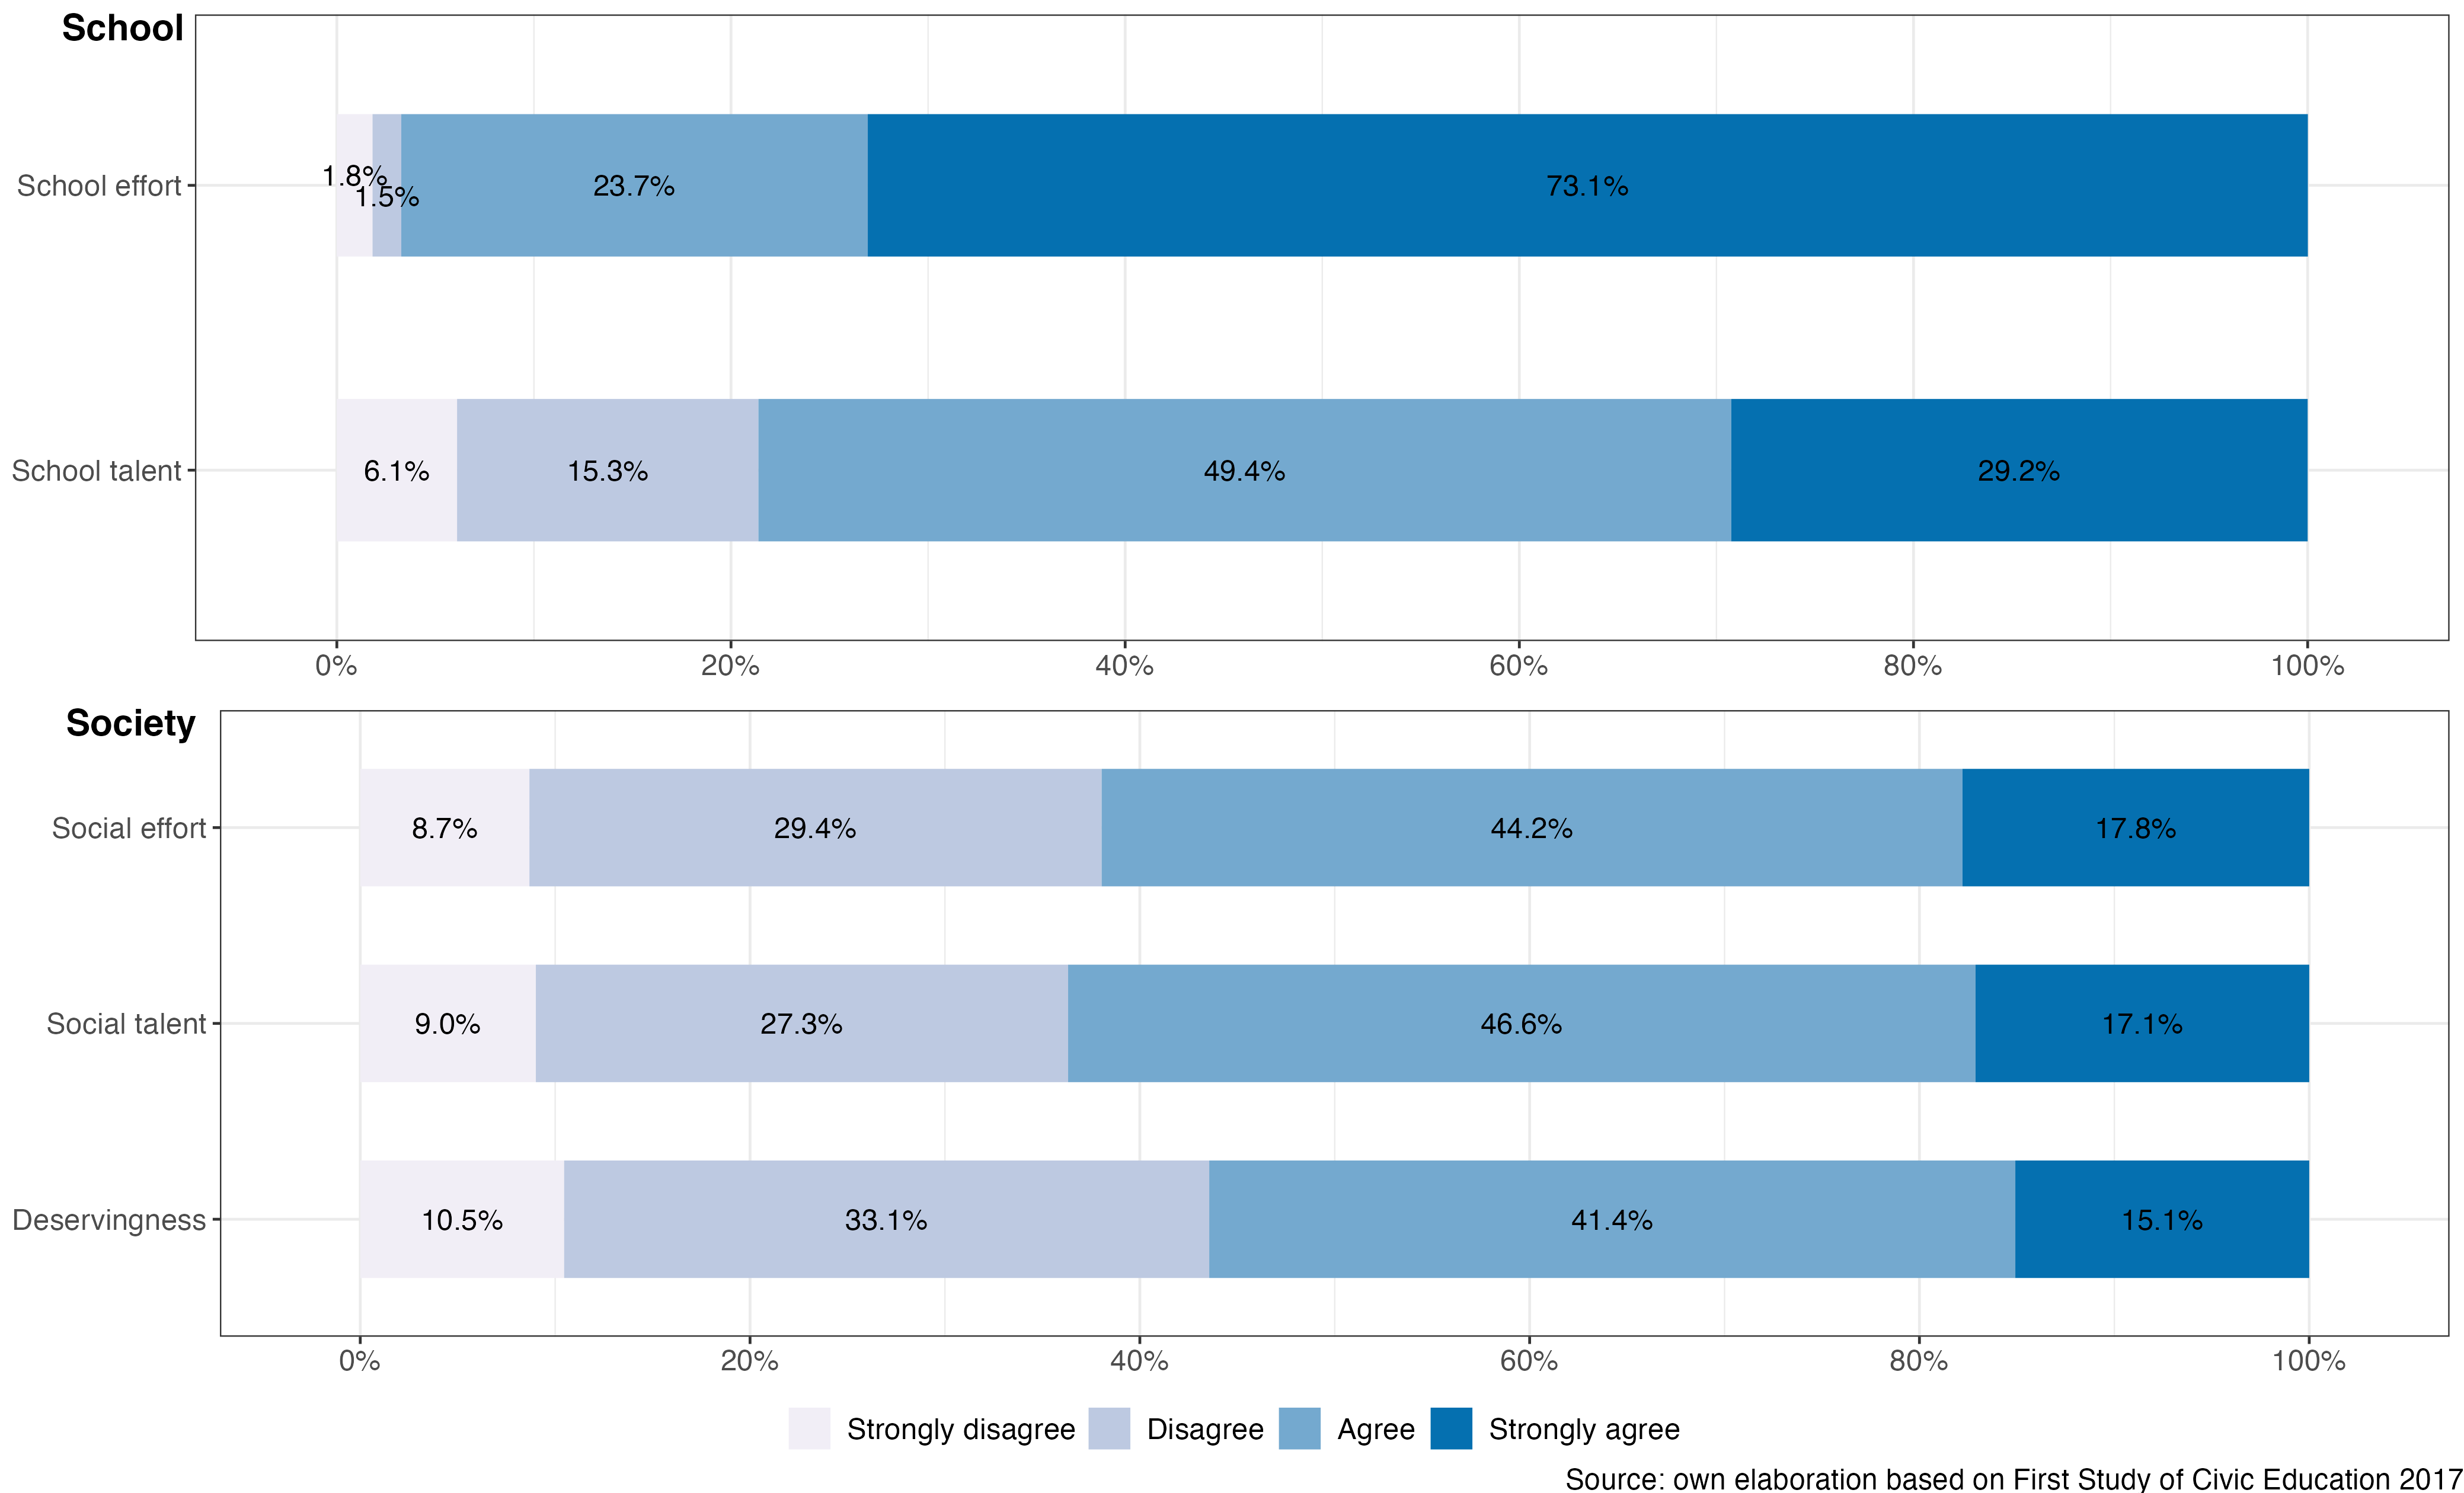 School
School effort
1.8%
1.5%
23.7%
73.1%
School talent
6.1%
15.3%
49.4%
29.2%
0%
20%
40%
60%
80%
100%
Society
Social effort
8.7%
29.4%
44.2%
17.8%
Social talent
9.0%
27.3%
46.6%
17.1%
Deservingness
10.5%
33.1%
41.4%
15.1%
0%
20%
40%
60%
80%
100%
Strongly disagree
Disagree
Agree
Strongly agree
Source: own elaboration based on First Study of Civic Education 2017